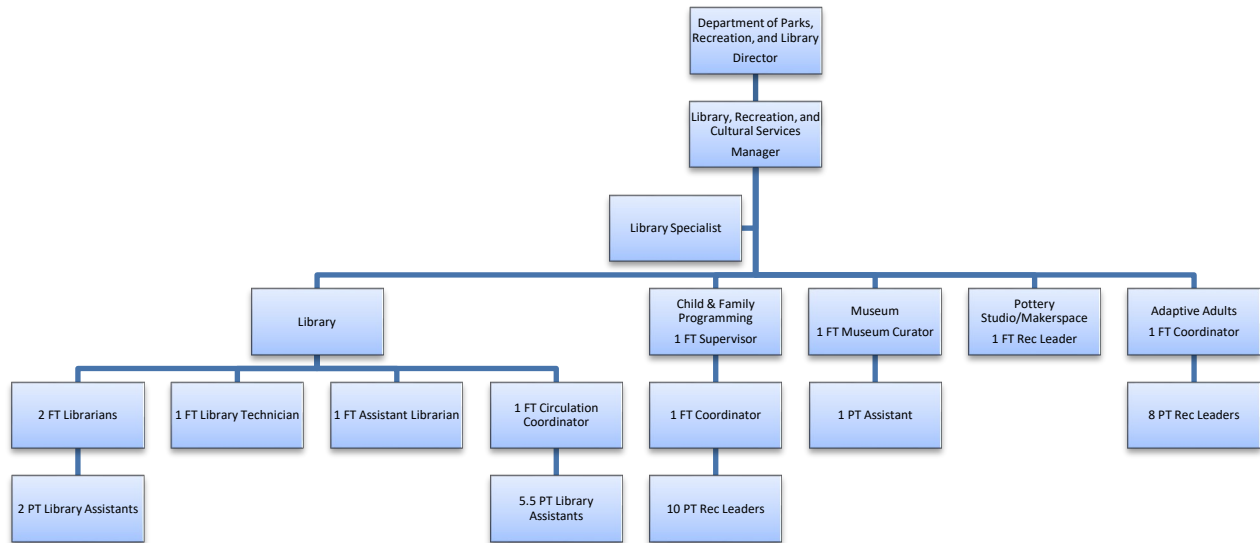 Department of Parks,
Recreation, and Library
Director
Library, Recreation, and
Cultural Services
Manager
Library Specialist
Library
Child & Family
Programming
1 FT Supervisor
Museum
1 FT Museum Curator
Pottery
Studio/Makerspace
1 FT Rec Leader
Adaptive Adults
1 FT Coordinator
2 FT Librarians
1 FT Library Technician
1 FT Assistant Librarian
1 FT Circulation
Coordinator
1 FT Coordinator
1 PT Assistant
8 PT Rec Leaders
2 PT Library Assistants
5.5 PT Library
Assistants
10 PT Rec Leaders